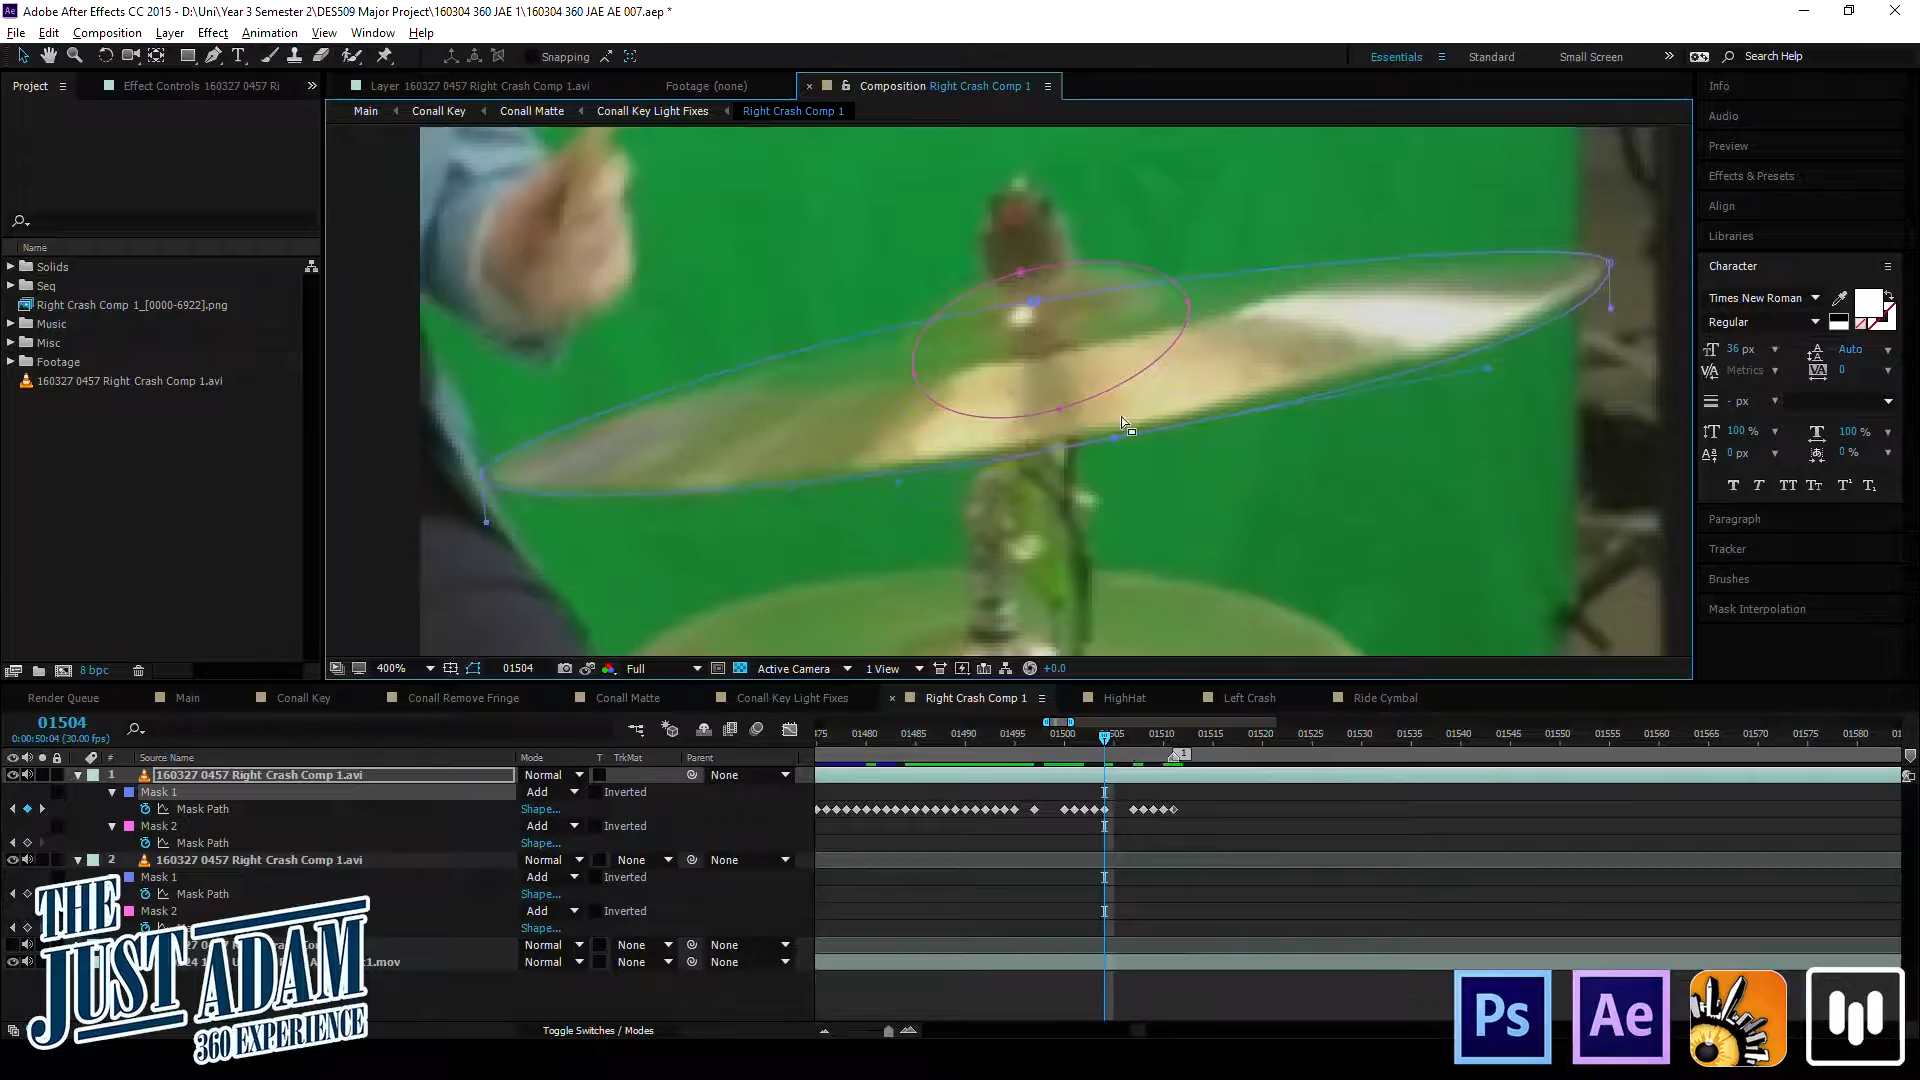 Adobe After Effects CC 2015 - D:\Uni\Year 3 Semester 2\DES509 Major Project\160304 360 JAE 1\160304 360 JAE AE 007.aep *
File Edit Composition Layer Effect Animation View Window Help
Snapping Essentials Standard Small Screen Search Help
Project Effect Controls 160327 0457 Ri Layer 160327 0457 Right Crash Comp 1.avi Footage (none) Composition Right Crash Comp 1 Info
Main Conall Key Conall Matte Conall Key Light Fixes Right Crash Comp 1
Audio
Preview
Effects & Presets
Align
Libraries
Name
Solids
Seq
Right Crash Comp 1_[0000-6922].png
Music
Misc
Footage
160327 0457 Right Crash Comp 1.avi
Character
Times New Roman
Regular
36 px Auto
Metrics 0
- px
100 % 100 %
0 px 0 %
Paragraph
Tracker
Brushes
Mask Interpolation
8 bpc 400% 01504 Full Active Camera 1 View +0.0
Render Queue Main Conall Key Conall Remove Fringe Conall Matte Conall Key Light Fixes Right Crash Comp 1 HighHat Left Crash Ride Cymbal
01504
0:00:50:04 (30.00 fps)
475 01480 01485 01490 01495 01500 505 01510 01515 01520 01525 01530 01535 01540 01545 01550 01555 01560 01565 01570 01575 01580
# Source Name Mode T TrkMat Parent 1
1 160327 0457 Right Crash Comp 1.avi Normal None
Mask 1 Add Inverted
Mask Path Shape...
Mask 2 Add Inverted
Mask Path Shape...
2 160327 0457 Right Crash Comp 1.avi Normal None None
Mask 1 Add Inverted
Mask Path Shape...
Mask 2 Add Inverted
Shape...
Normal None None
Normal None None
Toggle Switches / Modes
THE
JUST ADAM
360 EXPERIENCE
Ps Ae